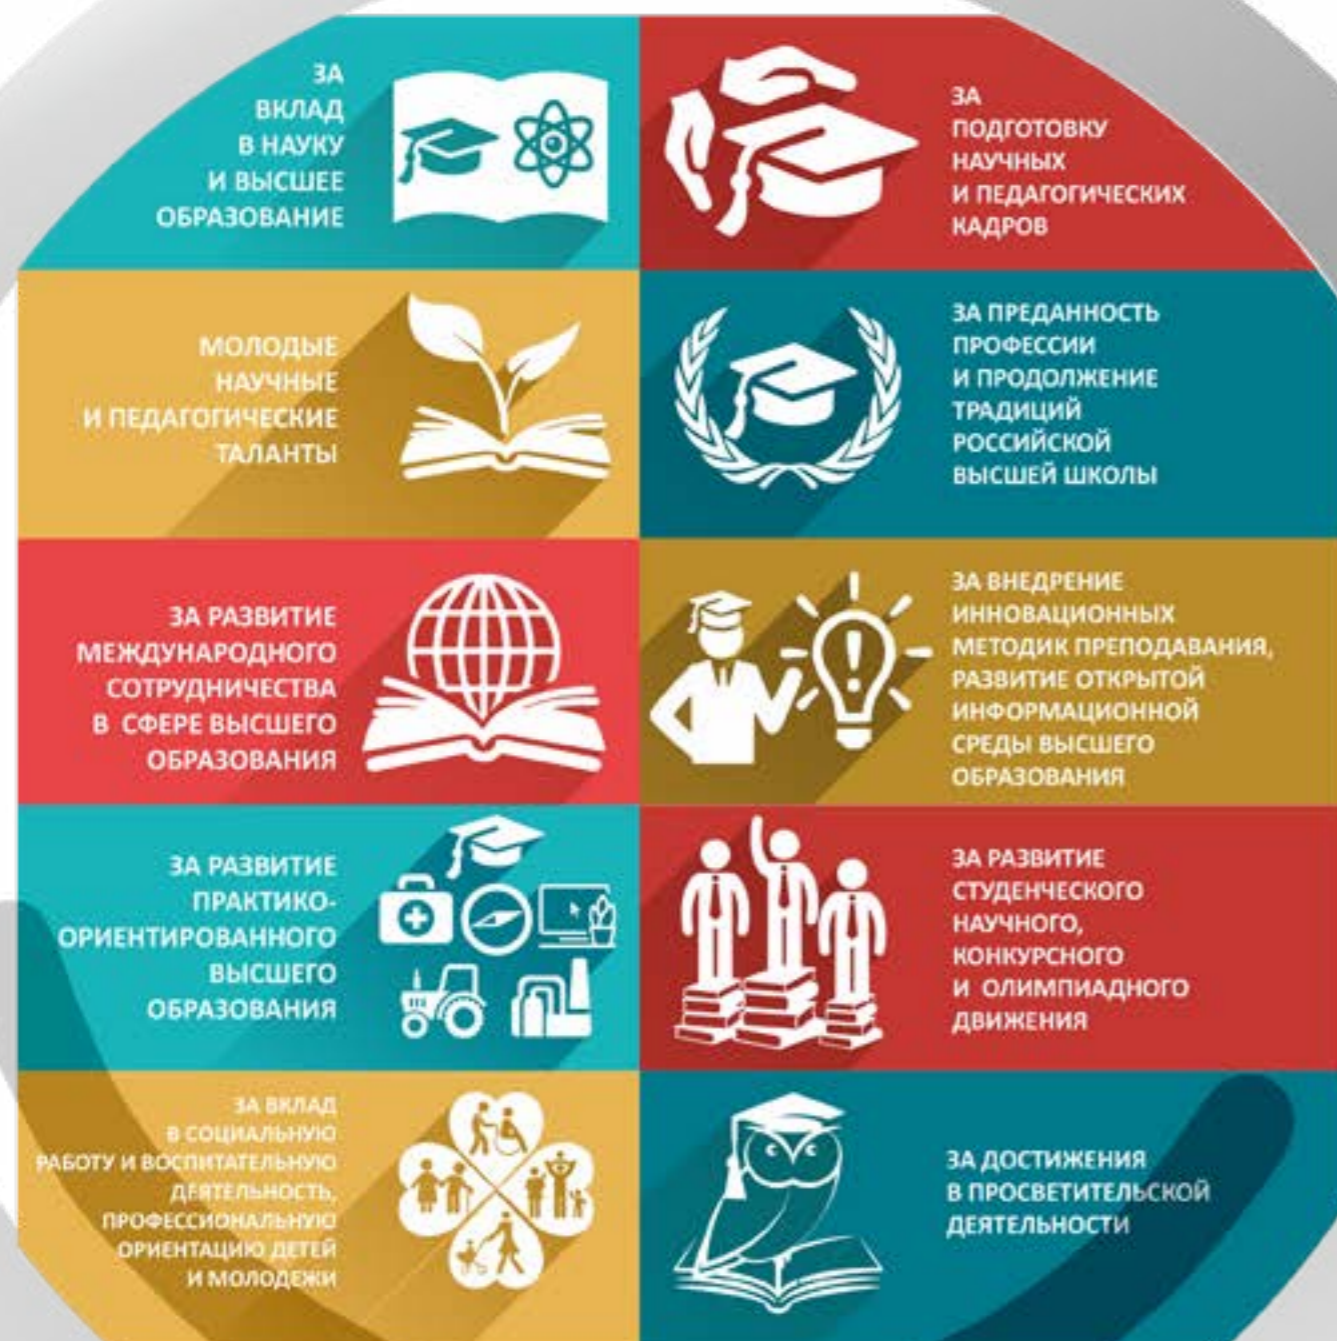 ЗА
ВКЛАД
В НАУКУ
И ВЫСШЕЕ
ОБРАЗОВАНИЕ
ЗА
ПОДГОТОВКУ
НАУЧНЫХ
И ПЕДАГОГИЧЕСКИХ
КАДРОВ
МОЛОДЫЕ
НАУЧНЫЕ
И ПЕДАГОГИЧЕСКИЕ
ТАЛАНТЫ
ЗА ПРЕДАННОСТЬ
ПРОФЕССИИ
И ПРОДОЛЖЕНИЕ
ТРАДИЦИЙ
РОССИЙСКОЙ
ВЫСШЕЙ ШКОЛЫ
ЗА РАЗВИТИЕ
МЕЖДУНАРОДНОГО
СОТРУДНИЧЕСТВА
В СФЕРЕ ВЫСШЕГО
ОБРАЗОВАНИЯ
ЗА ВНЕДРЕНИЕ
ИННОВАЦИОННЫХ
МЕТОДИК ПРЕПОДАВАНИЯ,
РАЗВИТИЕ ОТКРЫТОЙ
ИНФОРМАЦИОННОЙ
СРЕДЫ ВЫСШЕГО
ОБРАЗОВАНИЯ
ЗА РАЗВИТИЕ
ПРАКТИКО-
ОРИЕНТИРОВАННОГО
ВЫСШЕГО
ОБРАЗОВАНИЯ
ЗА РАЗВИТИЕ
СТУДЕНЧЕСКОГО
НАУЧНОГО,
КОНКУРСНОГО
И ОЛИМПИАДНОГО
ДВИЖЕНИЯ
ЗА ВКЛАД
В СОЦИАЛЬНУЮ
РАБОТУ И ВОСПИТАТЕЛЬНУЮ
ДЕЯТЕЛЬНОСТЬ,
ПРОФЕССИОНАЛЬНУЮ
ОРИЕНТАЦИЮ ДЕТЕЙ
И МОЛОДЕЖИ
ЗА ДОСТИЖЕНИЯ
В ПРОСВЕТИТЕЛЬСКОЙ
ДЕЯТЕЛЬНОСТИ